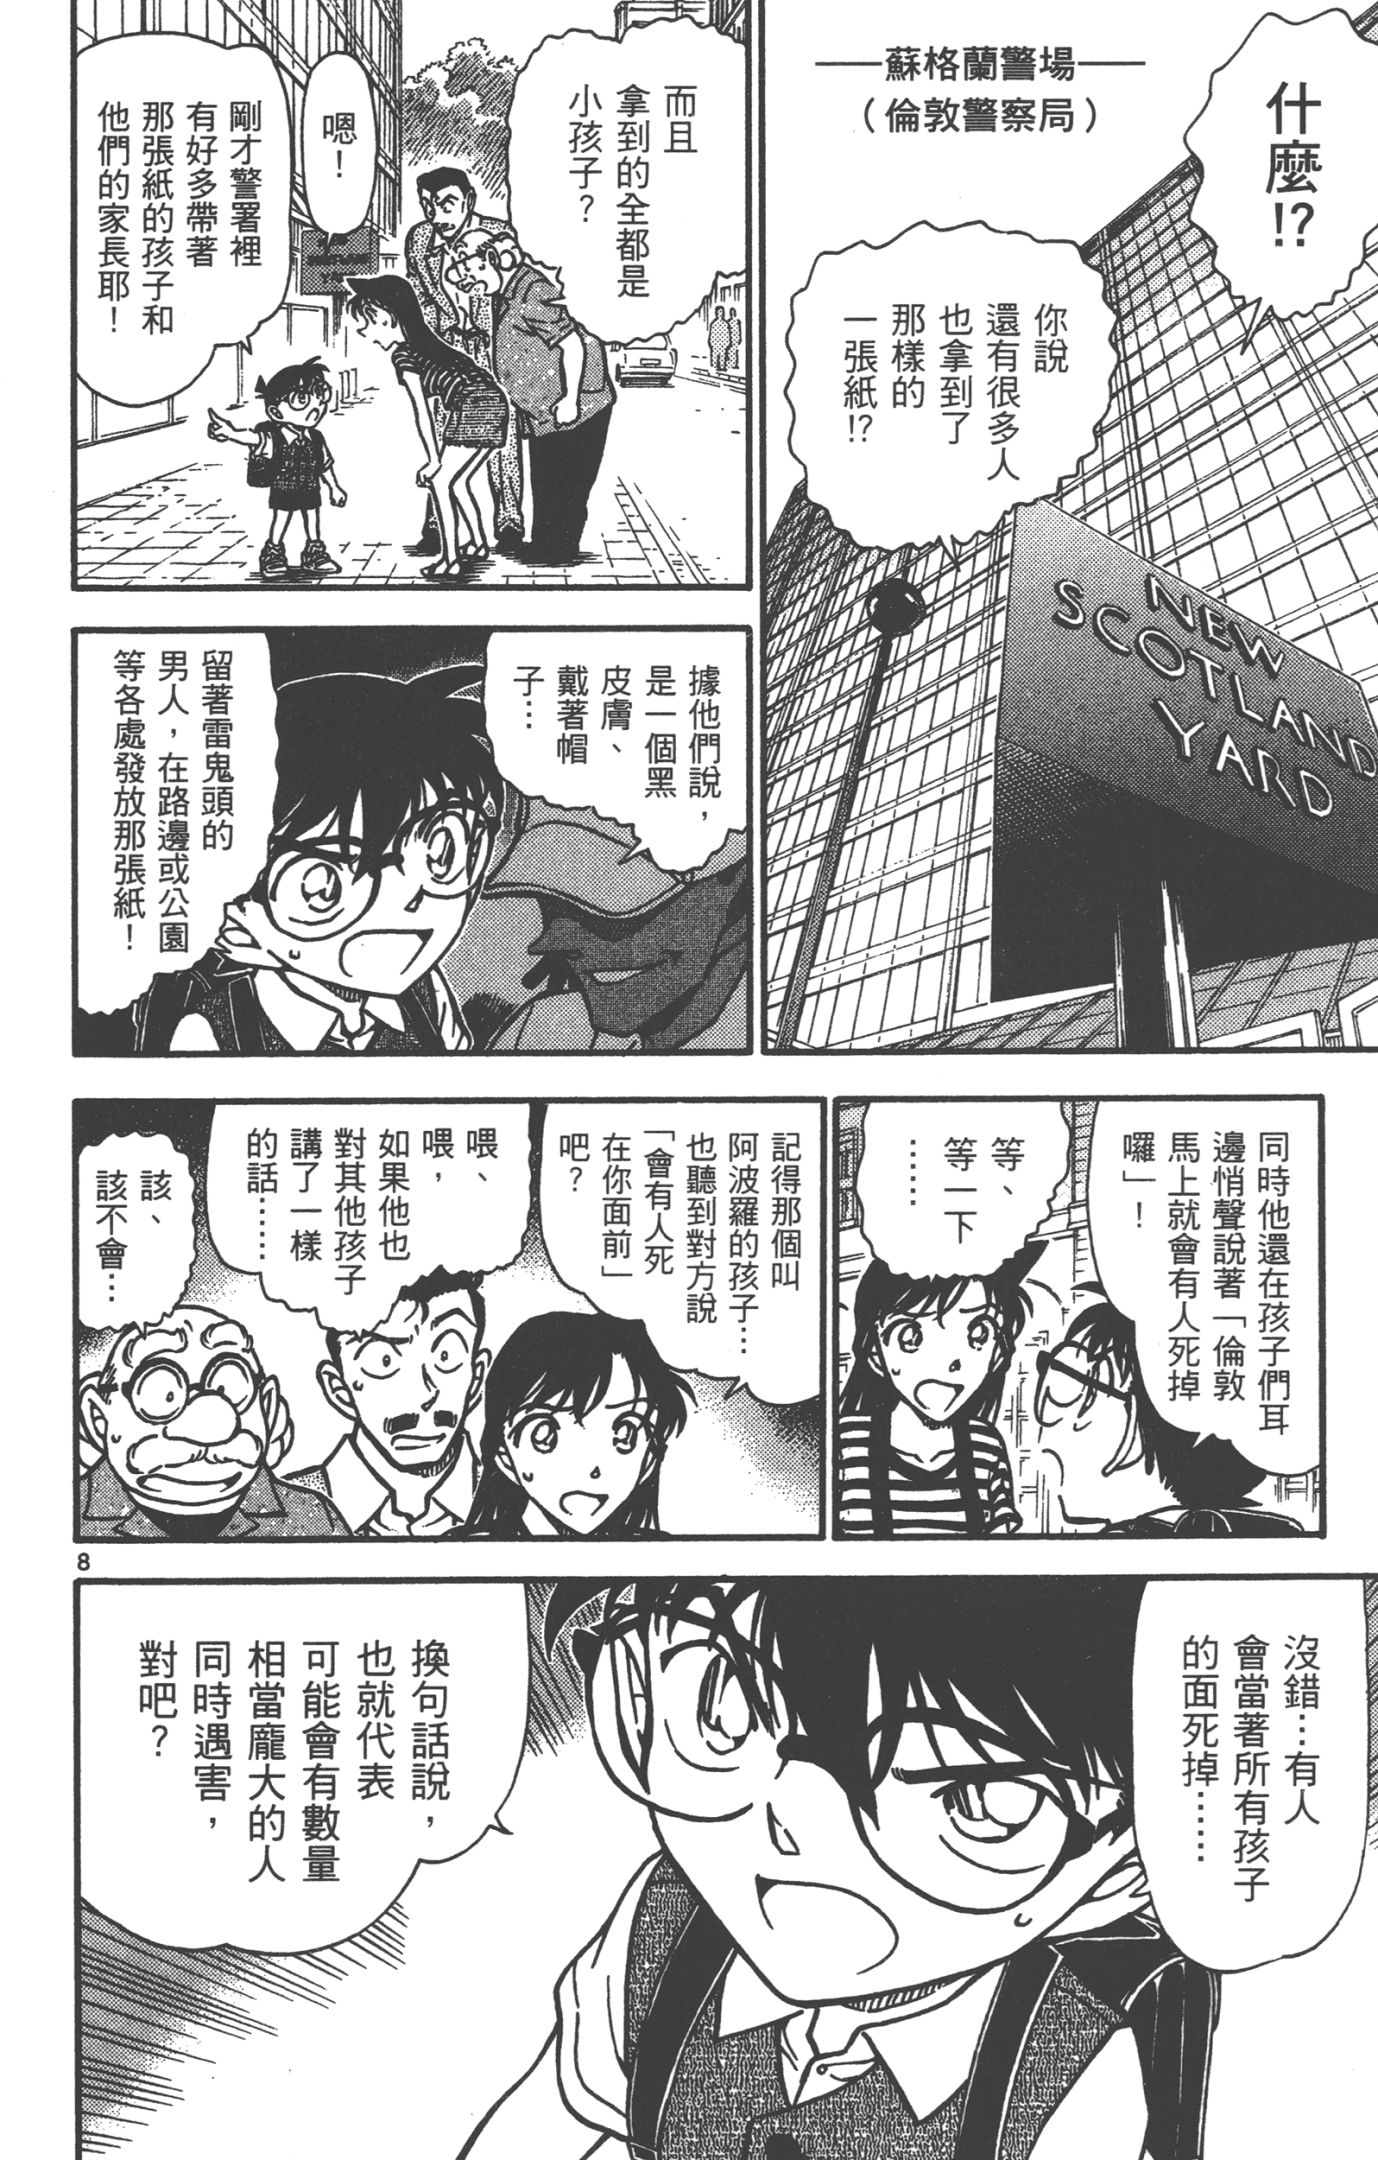 ——蘇格蘭警場——
（倫敦警察局）
什麼!?
你說
還有很多人
也拿到了
那樣的
一張紙!?
NEW
SCOTLAND
YARD
而且
拿到的全都是
小孩子？
嗯！
剛才警署裡
有好多帶著
那張紙的孩子和
他們的家長耶！
據他們說，
是一個黑
皮膚、
戴著帽
子…
留著雷鬼頭的
男人，在路邊或公園
等各處發放那張紙！
同時他還在孩子們耳
邊悄聲說著「倫敦
馬上就會有人死掉
囉」！
等、
等一下
……
記得那個叫
阿波羅的孩子…
也聽到對方說
「會有人死
在你面前」
吧？
喂、
喂，
如果他也
對其他孩子
講了一樣
的話……
該、
該不會…
8
沒錯…有人
會當著所有孩子
的面死掉……
換句話說，
也就代表
可能會有數量
相當龐大的人
同時遇害，
對吧？